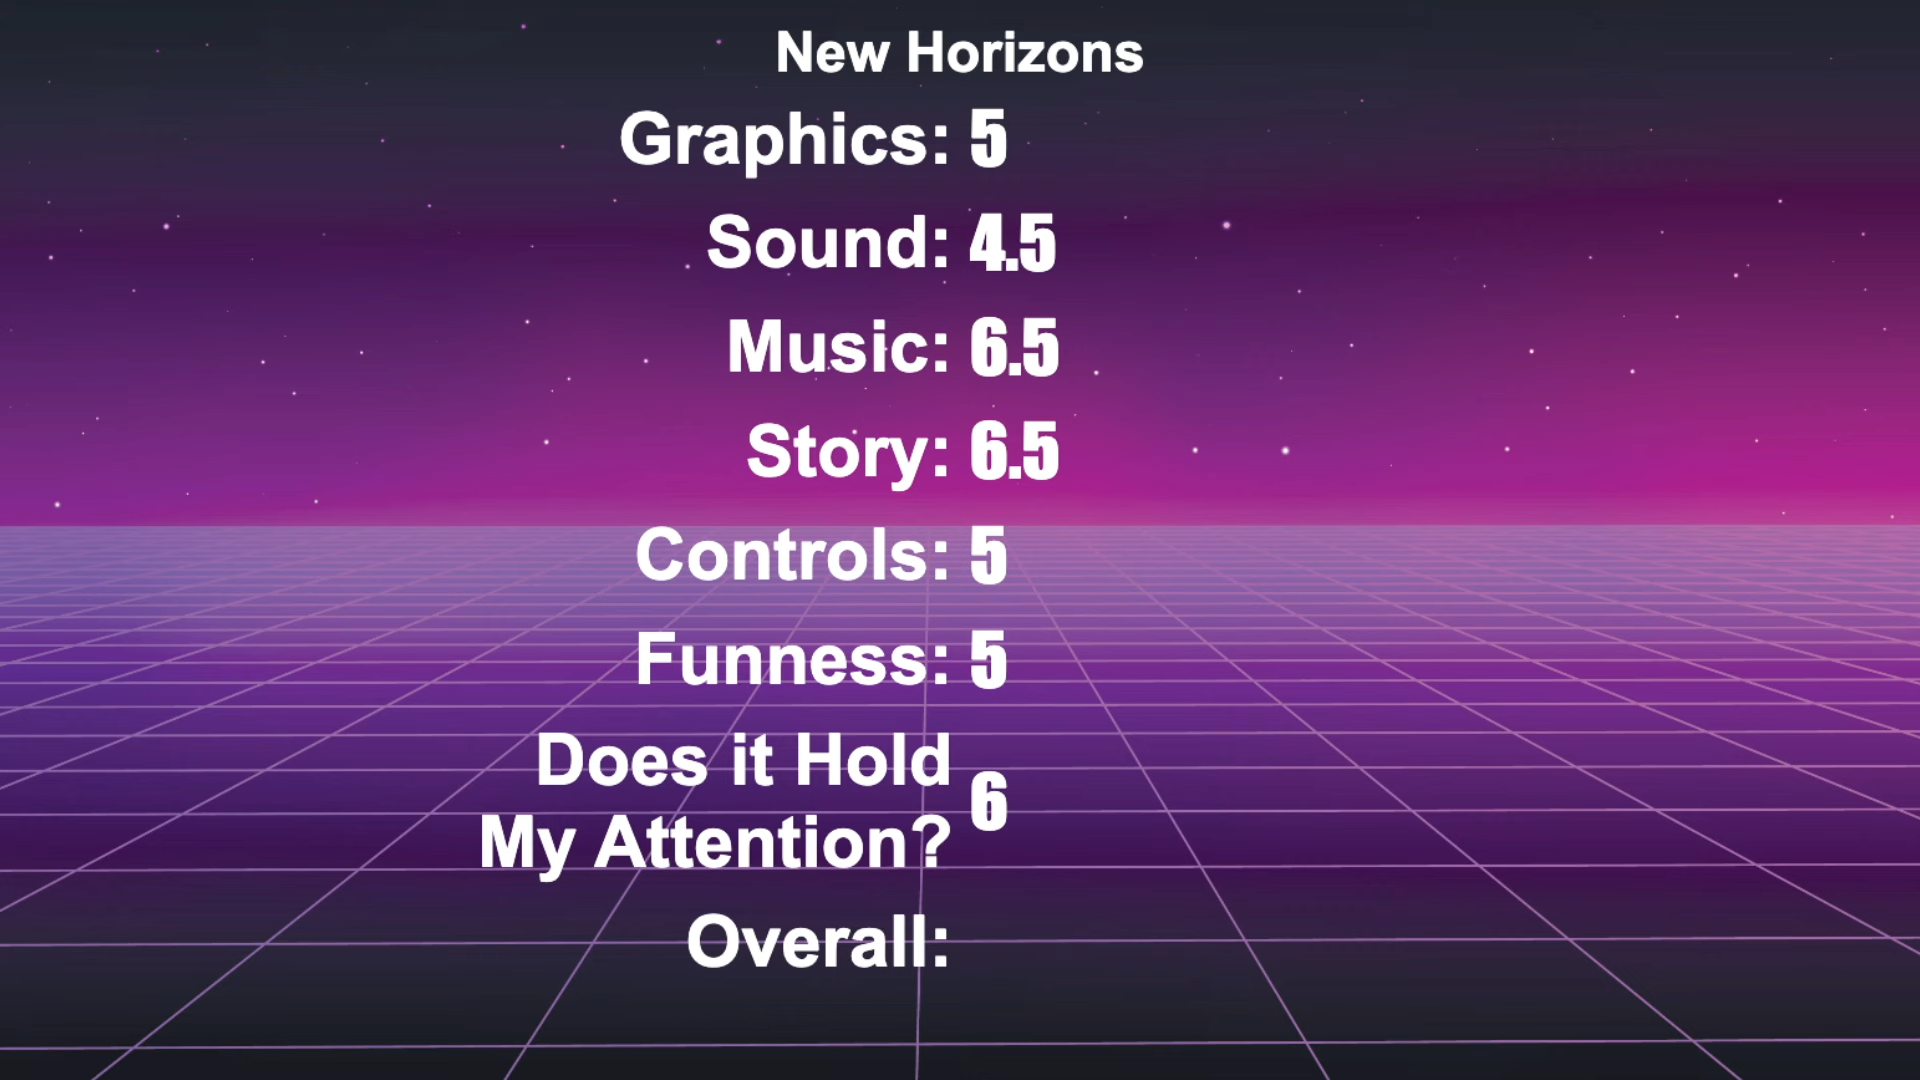 New Horizons
Graphics: 5
Sound: 4.5
Music: 6.5
Story: 6.5
Controls: 5
Funness: 5
Does it Hold
My Attention? 6
Overall: